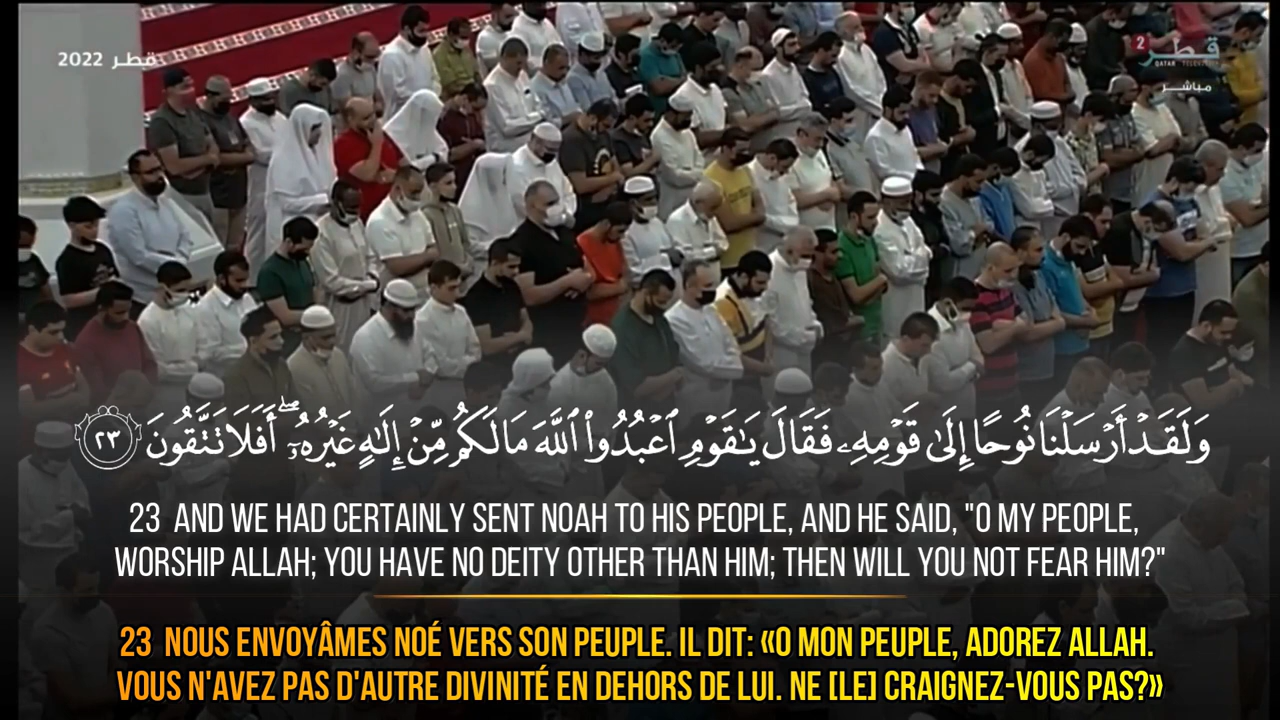 قطر 2022
2
قطر
QATAR TELEVISION
مباشر
وَلَقَدْ أَرْسَلْنَا نُوحًا إِلَىٰ قَوْمِهِۦ فَقَالَ يَـٰقَوْمِ ٱعْبُدُوا۟ ٱللَّهَ مَا لَكُم مِّنْ إِلَـٰهٍ غَيْرُهُۥٓ ۖ أَفَلَا تَتَّقُونَ ٢٣
23 AND WE HAD CERTAINLY SENT NOAH TO HIS PEOPLE, AND HE SAID, "O MY PEOPLE,
WORSHIP ALLAH; YOU HAVE NO DEITY OTHER THAN HIM; THEN WILL YOU NOT FEAR HIM?"
23 NOUS ENVOYÂMES NOÉ VERS SON PEUPLE. IL DIT: «O MON PEUPLE, ADOREZ ALLAH.
VOUS N'AVEZ PAS D'AUTRE DIVINITÉ EN DEHORS DE LUI. NE [LE] CRAIGNEZ-VOUS PAS?»